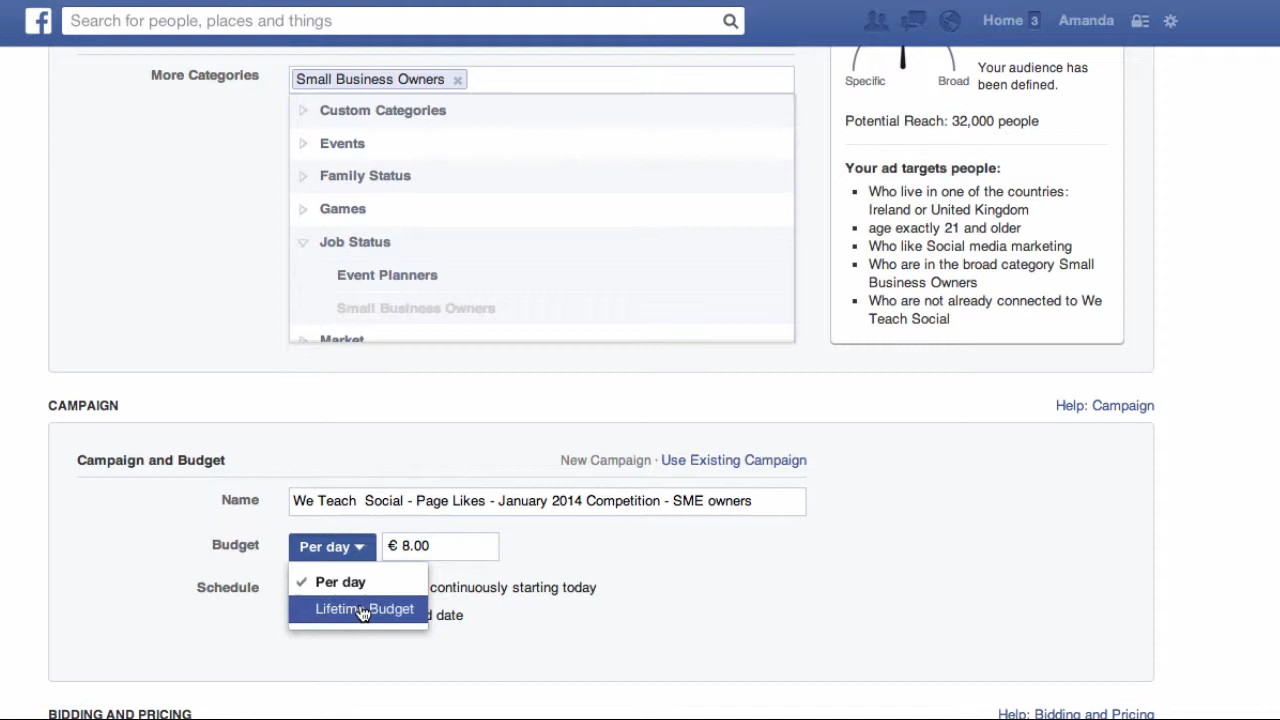 f
Search for people, places and things
Home 3
Amanda
More Categories
Small Business Owners x
Custom Categories
Events
Family Status
Games
Job Status
Event Planners
Small Business Owners
Market
Specific
Broad
Your audience has
been defined.
Potential Reach: 32,000 people
Your ad targets people:
Who live in one of the countries:
Ireland or United Kingdom
age exactly 21 and older
Who like Social media marketing
Who are in the broad category Small
Business Owners
Who are not already connected to We
Teach Social
CAMPAIGN
Help: Campaign
Campaign and Budget
New Campaign · Use Existing Campaign
Name
We Teach  Social - Page Likes - January 2014 Competition - SME owners
Budget
Per day
€ 8.00
Per day
Lifetime Budget
Schedule
continuously starting today
d date
BIDDING AND PRICING
Help: Bidding and Pricing